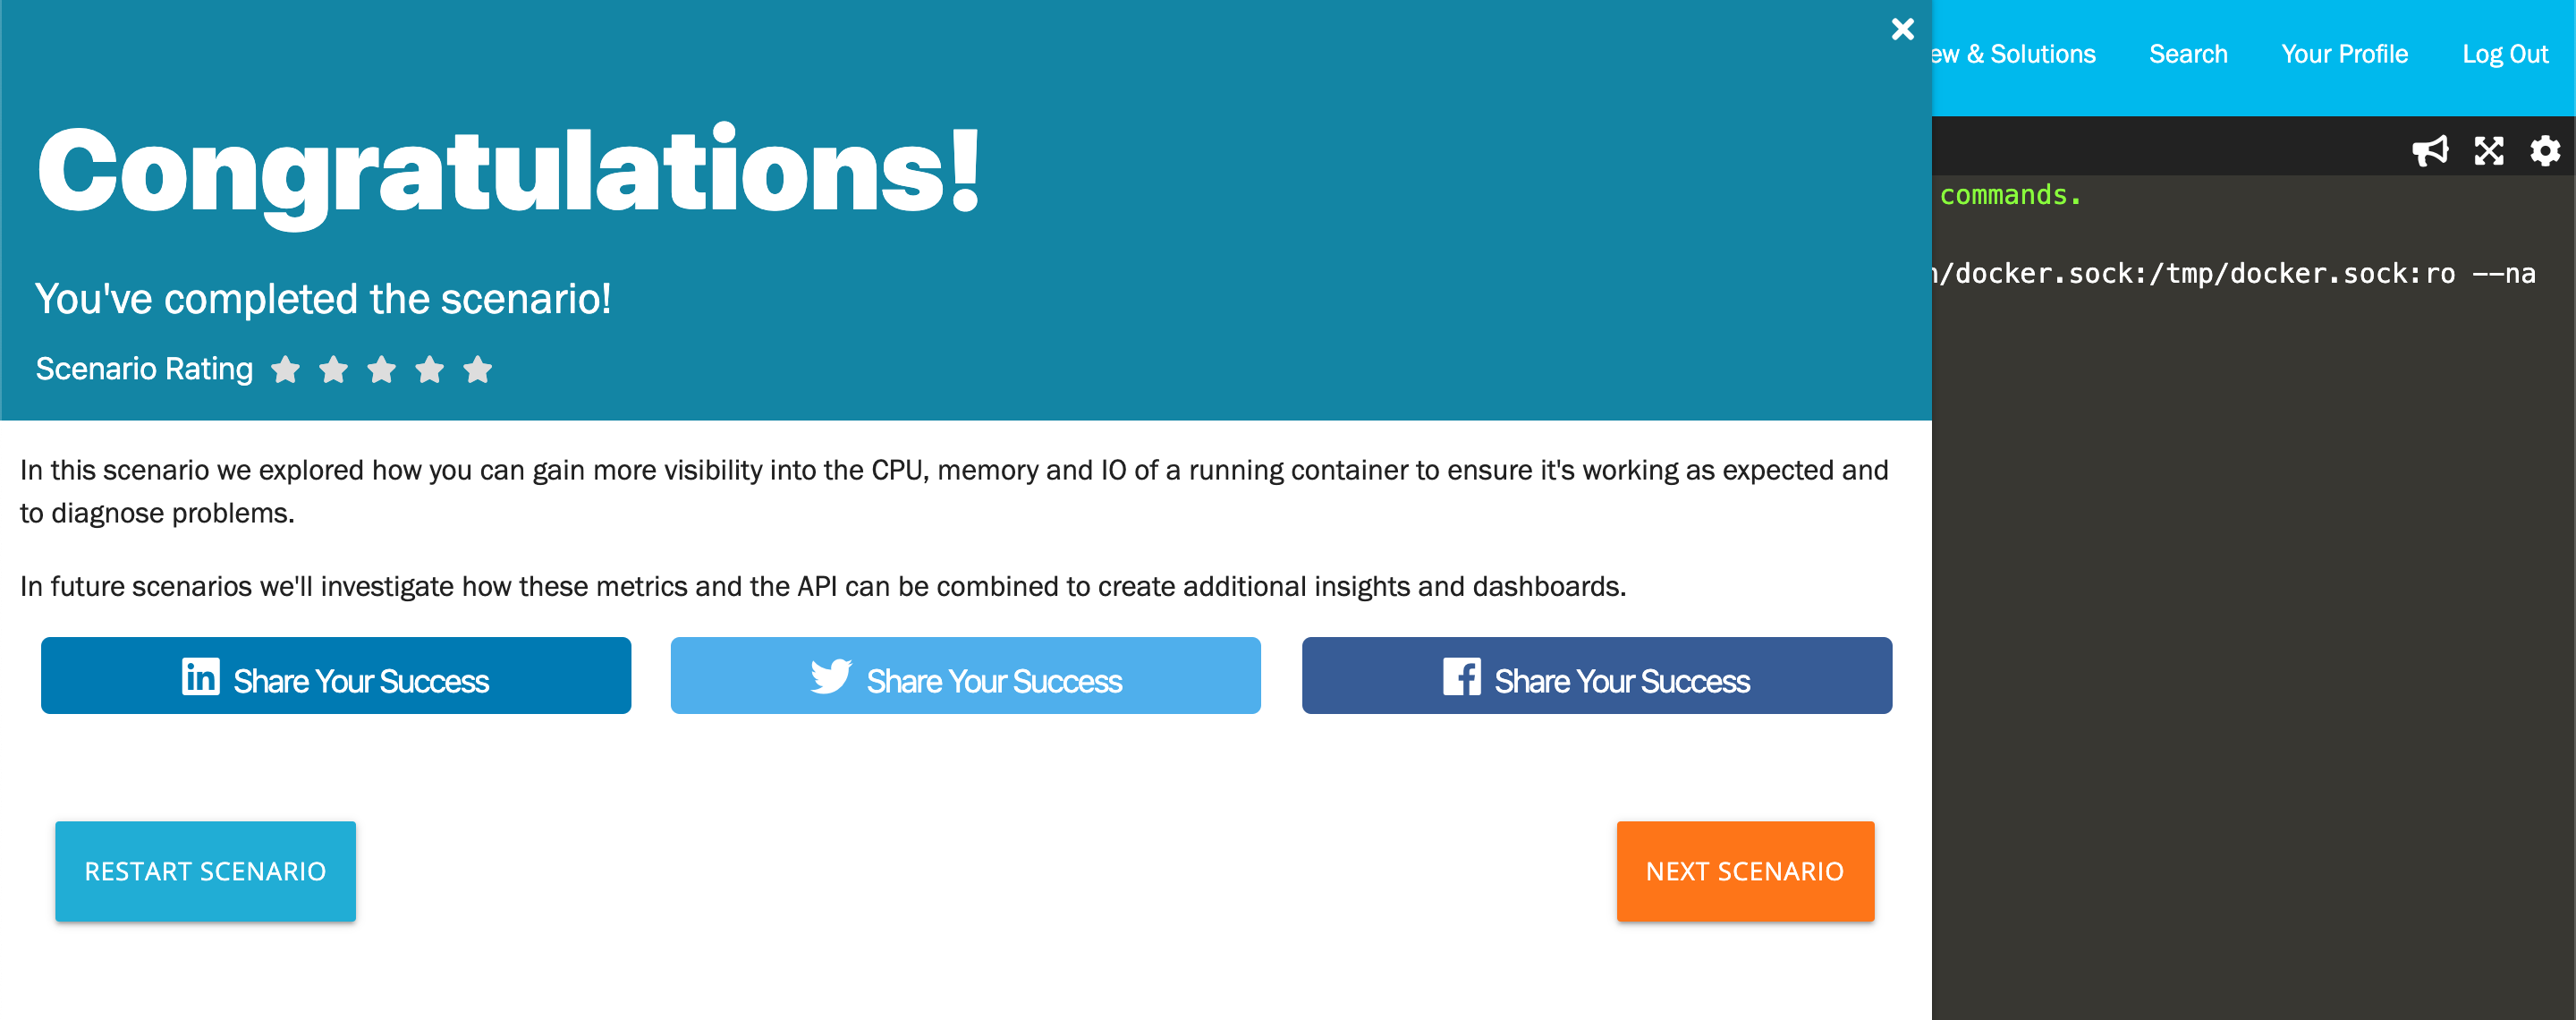 ew & Solutions Search Your Profile Log Out
Congratulations!
You've completed the scenario!
Scenario Rating
commands.
/docker.sock:/tmp/docker.sock:ro --na
In this scenario we explored how you can gain more visibility into the CPU, memory and IO of a running container to ensure it's working as expected and
to diagnose problems.
In future scenarios we'll investigate how these metrics and the API can be combined to create additional insights and dashboards.
in Share Your Success
Share Your Success
f Share Your Success
RESTART SCENARIO
NEXT SCENARIO